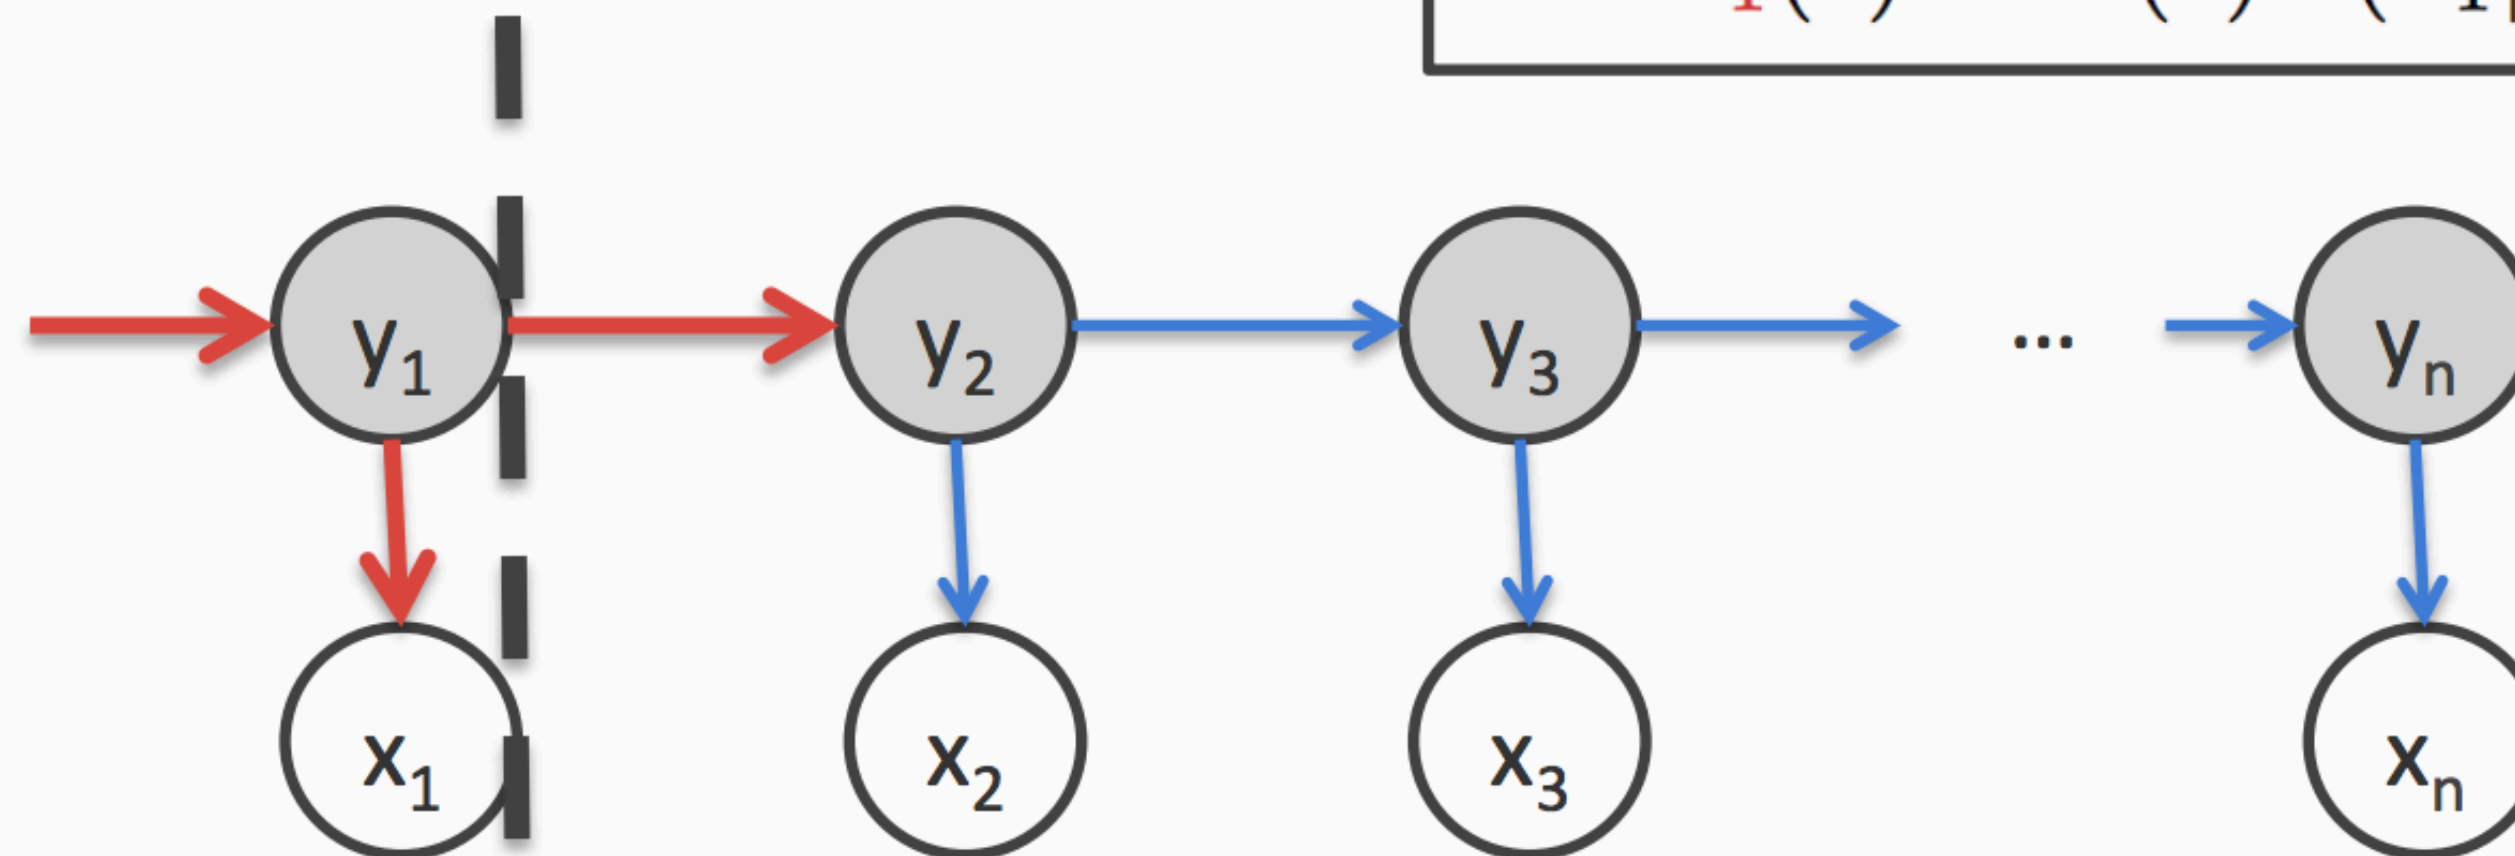 y₁ y₂ y₃ ... yₙ
x₁ x₂ x₃ xₙ